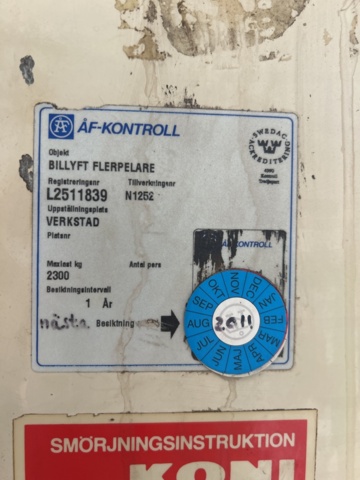 ÅF ÅF-KONTROLL
Objekt
BILLYFT FLERPELARE
Registreringsnr Tillverkningsnr
L2511839 N1252
Uppställningsplats
VERKSTAD
Platsnr
Maxlast kg Antal pers
2300
Besiktningsintervall
1 År
nästa Besiktning
SWEDAC
ACKREDITERING
ÅF-KONTROLL
JAN
FEB
MAR
APR
MAJ
JUN
JUL
AUG
SEP
OKT
NOV
DEC
2011
SMÖRJNINGSINSTRUKTION
KONI